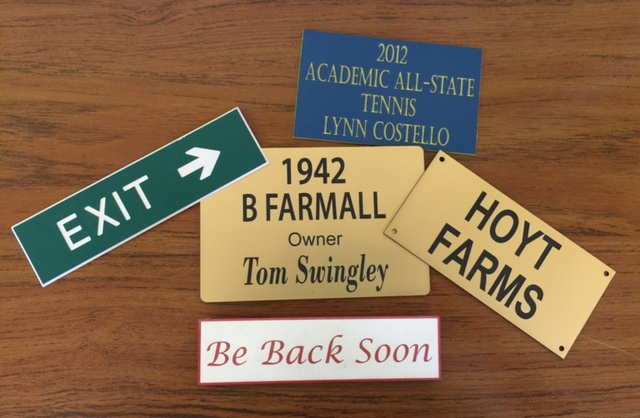 2012
ACADEMIC ALL-STATE
TENNIS
LYNN COSTELLO
EXIT
1942
B FARMALL
Owner
Tom Swingley
HOYT
FARMS
Be Back Soon